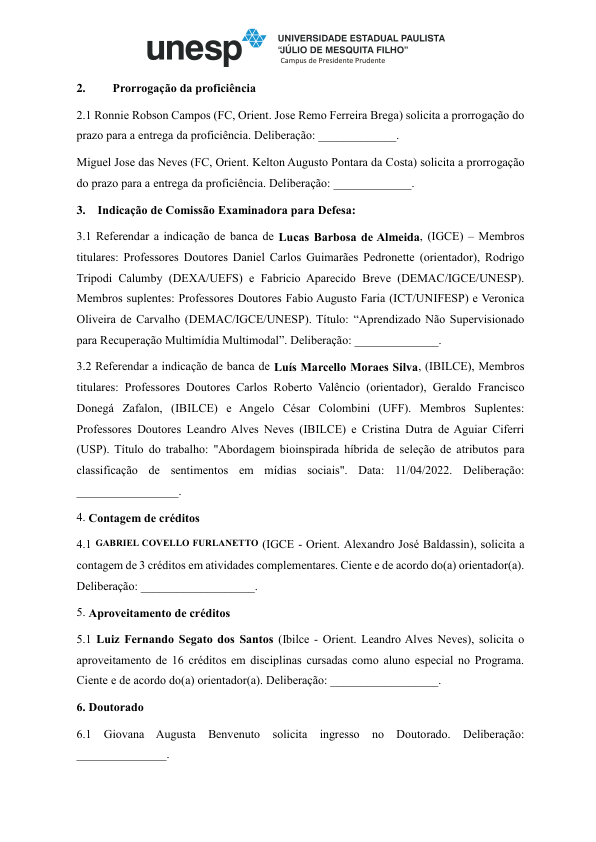 unesp
UNIVERSIDADE ESTADUAL PAULISTA
"JÚLIO DE MESQUITA FILHO"
Campus de Presidente Prudente
2. Prorrogação da proficiência
2.1 Ronnie Robson Campos (FC, Orient. Jose Remo Ferreira Brega) solicita a prorrogação do
prazo para a entrega da proficiência. Deliberação: _____________.
Miguel Jose das Neves (FC, Orient. Kelton Augusto Pontara da Costa) solicita a prorrogação
do prazo para a entrega da proficiência. Deliberação: _____________.
3. Indicação de Comissão Examinadora para Defesa:
3.1 Referendar a indicação de banca de Lucas Barbosa de Almeida, (IGCE) – Membros
titulares: Professores Doutores Daniel Carlos Guimarães Pedronette (orientador), Rodrigo
Tripodi Calumby (DEXA/UEFS) e Fabricio Aparecido Breve (DEMAC/IGCE/UNESP).
Membros suplentes: Professores Doutores Fabio Augusto Faria (ICT/UNIFESP) e Veronica
Oliveira de Carvalho (DEMAC/IGCE/UNESP). Título: “Aprendizado Não Supervisionado
para Recuperação Multimídia Multimodal”. Deliberação: ______________.
3.2 Referendar a indicação de banca de Luís Marcello Moraes Silva, (IBILCE), Membros
titulares: Professores Doutores Carlos Roberto Valêncio (orientador), Geraldo Francisco
Donegá Zafalon, (IBILCE) e Angelo César Colombini (UFF). Membros Suplentes:
Professores Doutores Leandro Alves Neves (IBILCE) e Cristina Dutra de Aguiar Ciferri
(USP). Título do trabalho: "Abordagem bioinspirada híbrida de seleção de atributos para
classificação de sentimentos em mídias sociais". Data: 11/04/2022. Deliberação:
_________________.
4. Contagem de créditos
4.1 GABRIEL COVELLO FURLANETTO (IGCE - Orient. Alexandro José Baldassin), solicita a
contagem de 3 créditos em atividades complementares. Ciente e de acordo do(a) orientador(a).
Deliberação: ___________________.
5. Aproveitamento de créditos
5.1 Luiz Fernando Segato dos Santos (Ibilce - Orient. Leandro Alves Neves), solicita o
aproveitamento de 16 créditos em disciplinas cursadas como aluno especial no Programa.
Ciente e de acordo do(a) orientador(a). Deliberação: __________________.
6. Doutorado
6.1 Giovana Augusta Benvenuto solicita ingresso no Doutorado. Deliberação:
_______________.